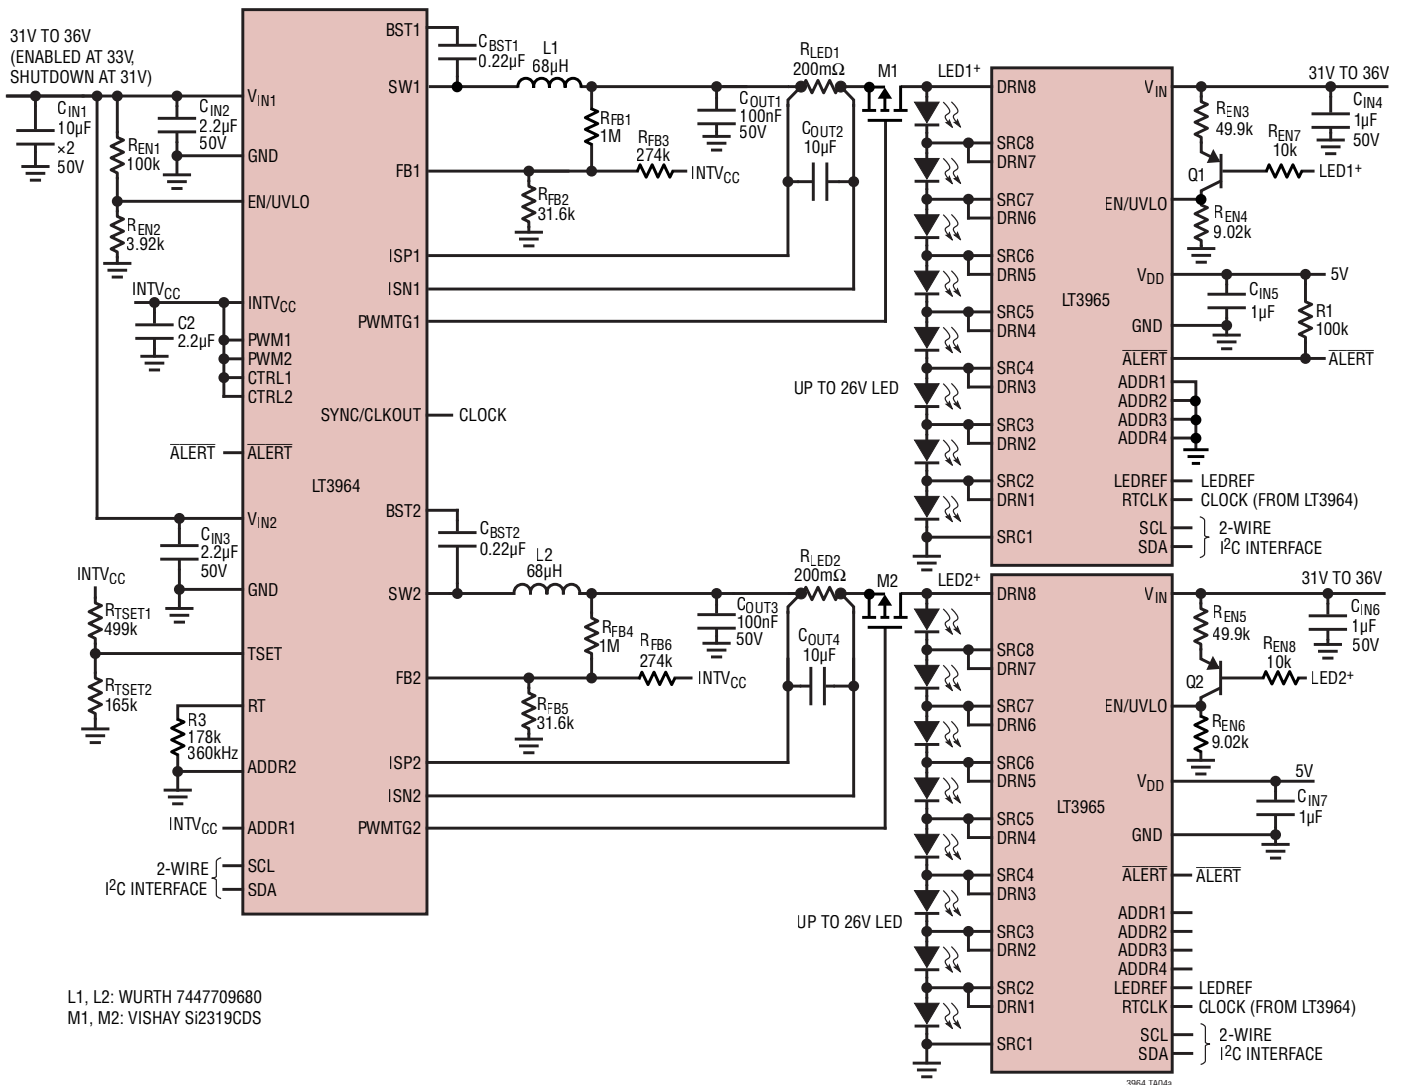 31V TO 36V
(ENABLED AT 33V,
SHUTDOWN AT 31V)
CIN1
10µF
×2
50V
REN1
100k
CIN2
2.2µF
50V
REN2
3.92k
INTVCC
C2
2.2µF
ALERT
CIN3
2.2µF
50V
INTVCC
RTSET1
499k
RTSET2
165k
R3
178k
360kHz
INTVCC
2-WIRE
I2C INTERFACE
VIN1
GND
EN/UVLO
INTVCC
PWM1
PWM2
CTRL1
CTRL2
ALERT
VIN2
GND
TSET
RT
ADDR2
ADDR1
SCL
SDA
LT3964
BST1
SW1
FB1
ISP1
ISN1
PWMTG1
SYNC/CLKOUT
BST2
SW2
FB2
ISP2
ISN2
PWMTG2
CBST1
0.22µF
L1
68µH
RFB1
1M
RFB3
274k
INTVCC
RFB2
31.6k
COUT1
100nF
50V
RLED1
200mΩ
COUT2
10µF
M1
LED1+
CLOCK
UP TO 26V LED
CBST2
0.22µF
L2
68µH
RFB4
1M
RFB6
274k
INTVCC
RFB5
31.6k
COUT3
100nF
50V
RLED2
200mΩ
COUT4
10µF
M2
LED2+
UP TO 26V LED
DRN8
SRC8
DRN7
SRC7
DRN6
SRC6
DRN5
SRC5
DRN4
SRC4
DRN3
SRC3
DRN2
SRC2
DRN1
SRC1
LT3965
VIN
EN/UVLO
VDD
GND
ALERT
ADDR1
ADDR2
ADDR3
ADDR4
LEDREF
RTCLK
SCL
SDA
31V TO 36V
REN3
49.9k
REN7
10k
CIN4
1µF
50V
Q1
LED1+
REN4
9.02k
5V
CIN5
1µF
R1
100k
ALERT
LEDREF
CLOCK (FROM LT3964)
2-WIRE
I2C INTERFACE
DRN8
SRC8
DRN7
SRC7
DRN6
SRC6
DRN5
SRC5
DRN4
SRC4
DRN3
SRC3
DRN2
SRC2
DRN1
SRC1
LT3965
VIN
EN/UVLO
VDD
GND
ALERT
ADDR1
ADDR2
ADDR3
ADDR4
LEDREF
RTCLK
SCL
SDA
31V TO 36V
REN5
49.9k
REN8
10k
CIN6
1µF
50V
Q2
LED2+
REN6
9.02k
5V
CIN7
1µF
ALERT
LEDREF
CLOCK (FROM LT3964)
2-WIRE
I2C INTERFACE
L1, L2: WURTH 7447709680
M1, M2: VISHAY Si2319CDS
3964 TA04a